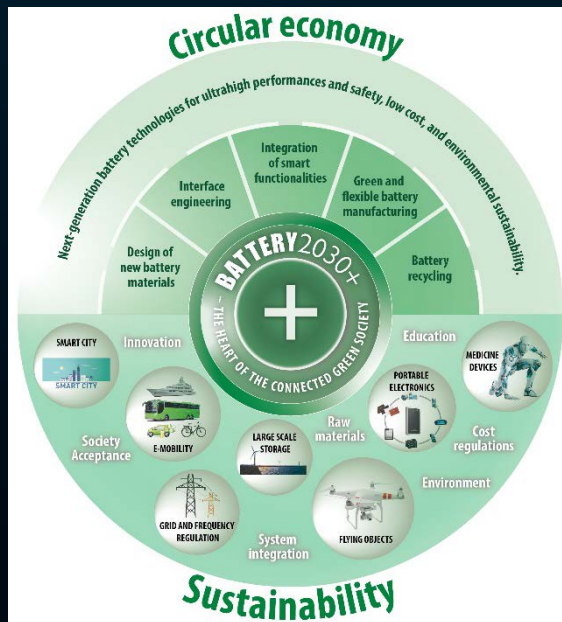 Circular economy
Next-generation battery technologies for ultrahigh performances and safety, low cost, and environmental sustainability.
Integration
of smart
functionalities
Interface
engineering
Green and
flexible battery
manufacturing
Design of
new battery
materials
Battery
recycling
BATTERY2030+
~ THE HEART OF THE CONNECTED GREEN SOCIETY
SMART CITY
SMART CITY
Innovation
Education
MEDICINE
DEVICES
PORTABLE
ELECTRONICS
E-MOBILITY
Society
Acceptance
LARGE SCALE
STORAGE
Raw
materials
Cost
regulations
Environment
GRID AND FREQUENCY
REGULATION
System
integration
FLYING OBJECTS
Sustainability